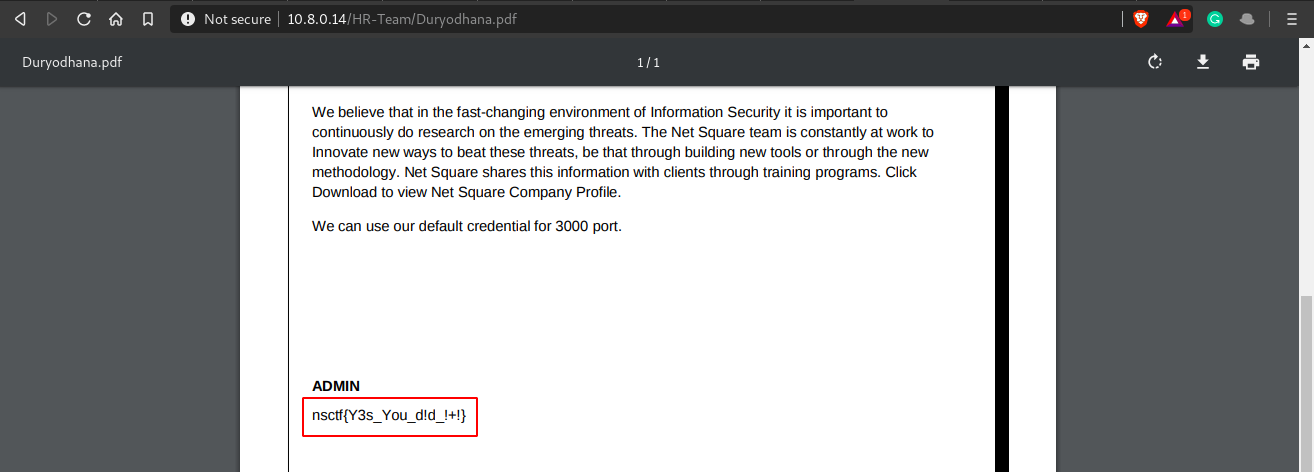 Not secure 10.8.0.14/HR-Team/Duryodhana.pdf
1
Duryodhana.pdf 1 / 1
We believe that in the fast-changing environment of Information Security it is important to
continuously do research on the emerging threats. The Net Square team is constantly at work to
Innovate new ways to beat these threats, be that through building new tools or through the new
methodology. Net Square shares this information with clients through training programs. Click
Download to view Net Square Company Profile.
We can use our default credential for 3000 port.
ADMIN
nsctf{Y3s_You_d!d_!+!}